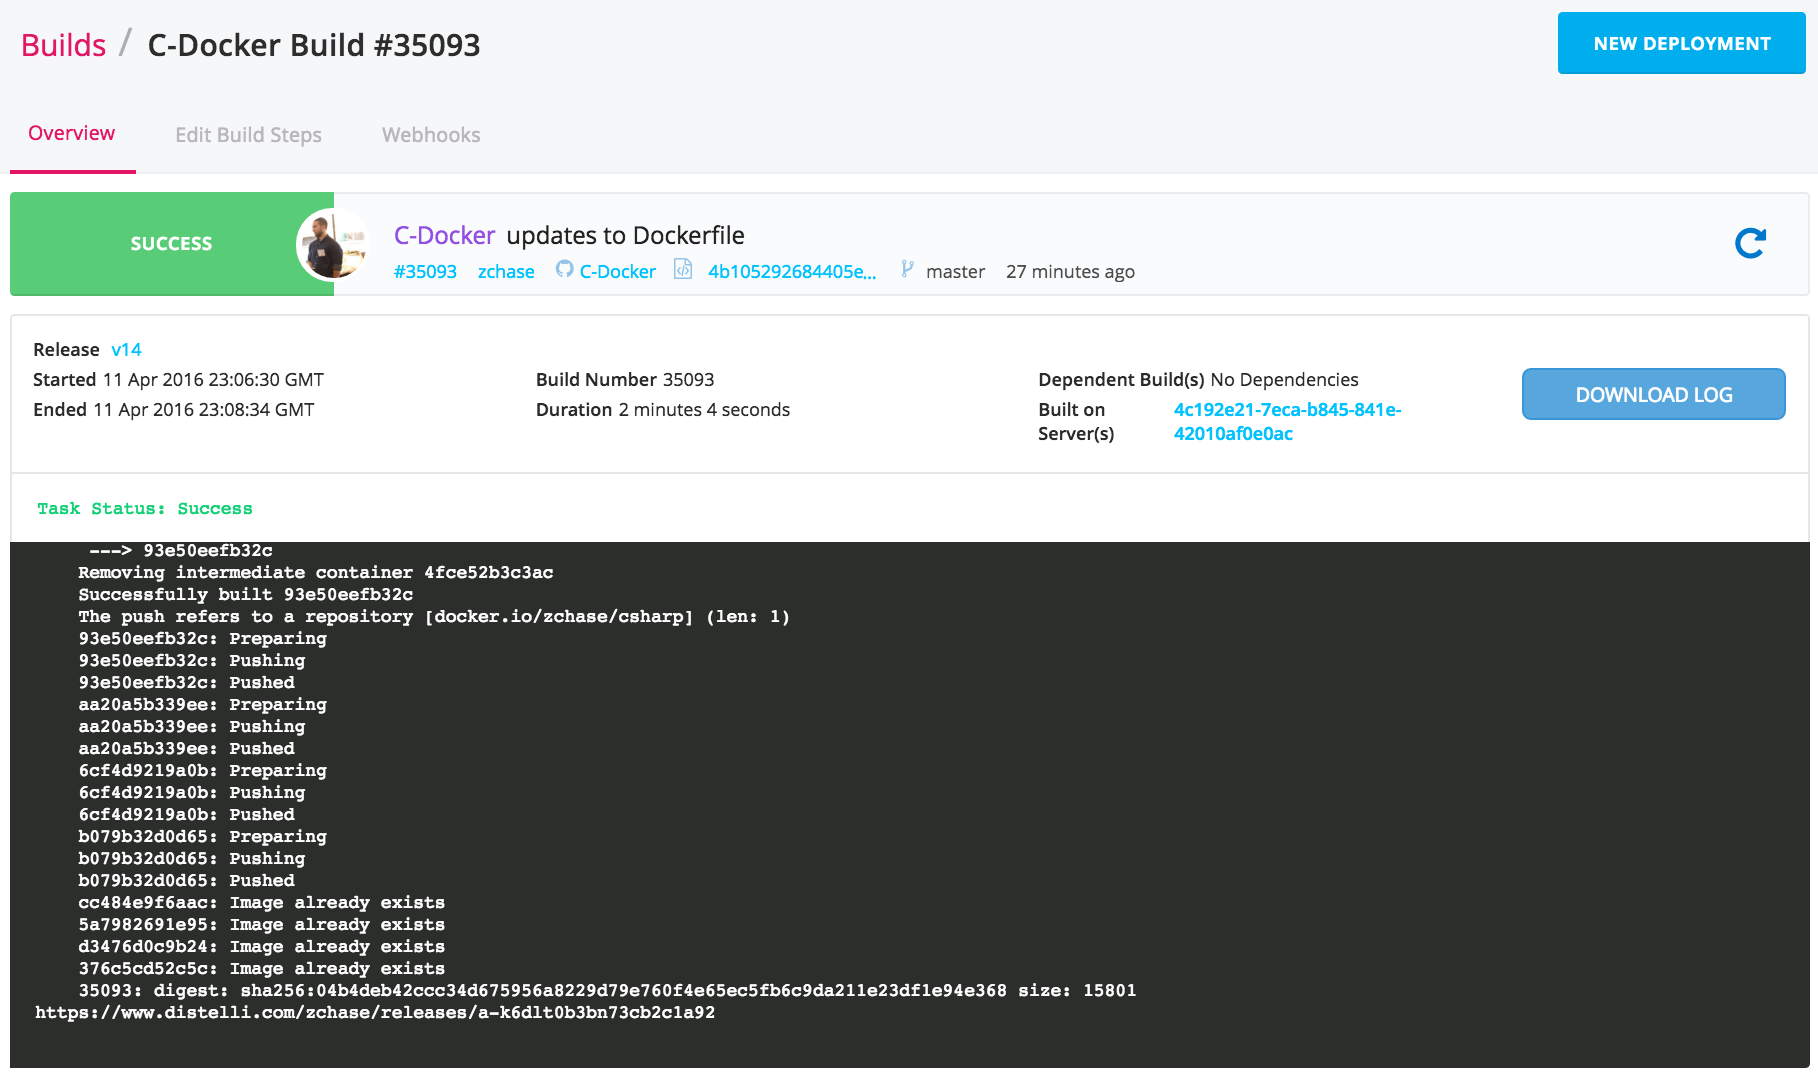 Builds / C-Docker Build #35093
NEW DEPLOYMENT
Overview Edit Build Steps Webhooks
SUCCESS
C-Docker updates to Dockerfile
#35093 zchase C-Docker 4b105292684405e... master 27 minutes ago
Release v14
Started 11 Apr 2016 23:06:30 GMT
Ended 11 Apr 2016 23:08:34 GMT
Build Number 35093
Duration 2 minutes 4 seconds
Dependent Build(s) No Dependencies
Built on Server(s) 4c192e21-7eca-b845-841e-
42010af0e0ac
DOWNLOAD LOG
Task Status: Success
---> 93e50eefb32c
Removing intermediate container 4fce52b3c3ac
Successfully built 93e50eefb32c
The push refers to a repository [docker.io/zchase/csharp] (len: 1)
93e50eefb32c: Preparing
93e50eefb32c: Pushing
93e50eefb32c: Pushed
aa20a5b339ee: Preparing
aa20a5b339ee: Pushing
aa20a5b339ee: Pushed
6cf4d9219a0b: Preparing
6cf4d9219a0b: Pushing
6cf4d9219a0b: Pushed
b079b32d0d65: Preparing
b079b32d0d65: Pushing
b079b32d0d65: Pushed
cc484e9f6aac: Image already exists
5a7982691e95: Image already exists
d3476d0c9b24: Image already exists
376c5cd52c5c: Image already exists
35093: digest: sha256:04b4deb42ccc34d675956a8229d79e760f4e65ec5fb6c9da211e23df1e94e368 size: 15801
https://www.distelli.com/zchase/releases/a-k6dlt0b3bn73cb2c1a92